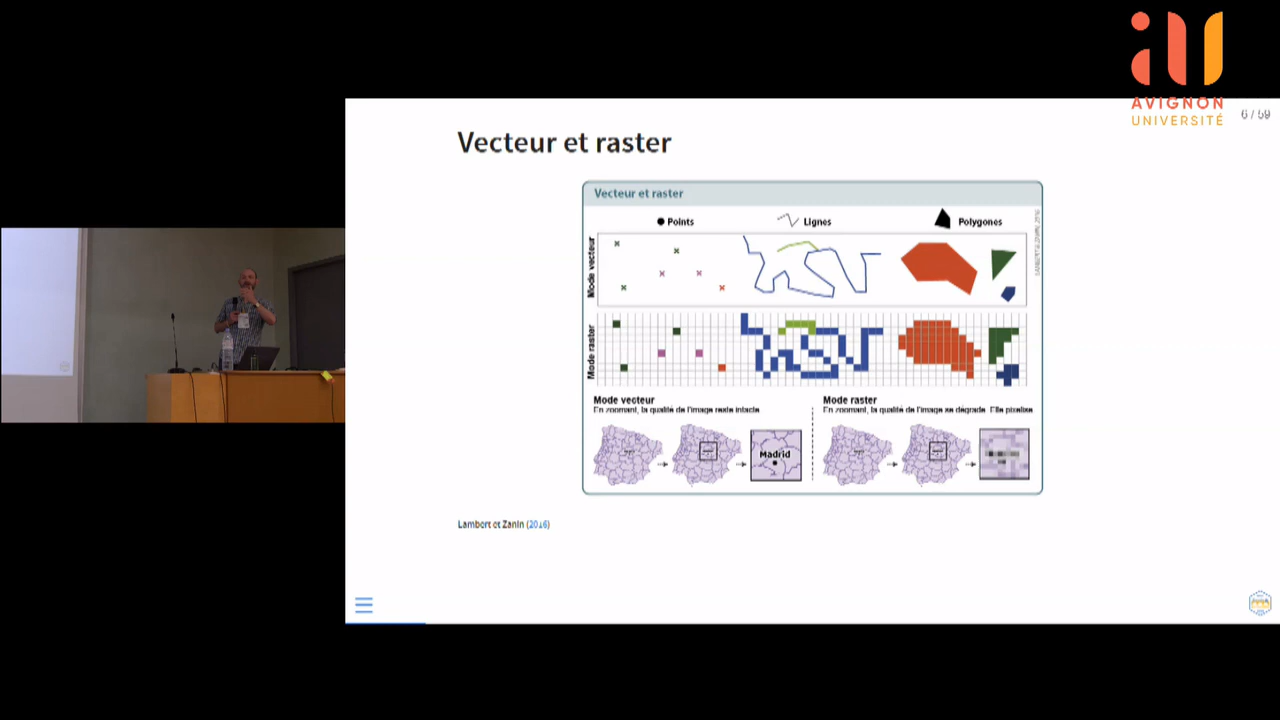 AVIGNON
UNIVERSITÉ
6 / 59
Vecteur et raster
Vecteur et raster
Points
Lignes
Polygones
Mode vecteur
Mode raster
Mode vecteur
En zoomant, la qualité de l'image reste intacte
Mode raster
En zoomant, la qualité de l'image se dégrade. Elle pixelise
Madrid
Lambert et Zanin (2016)